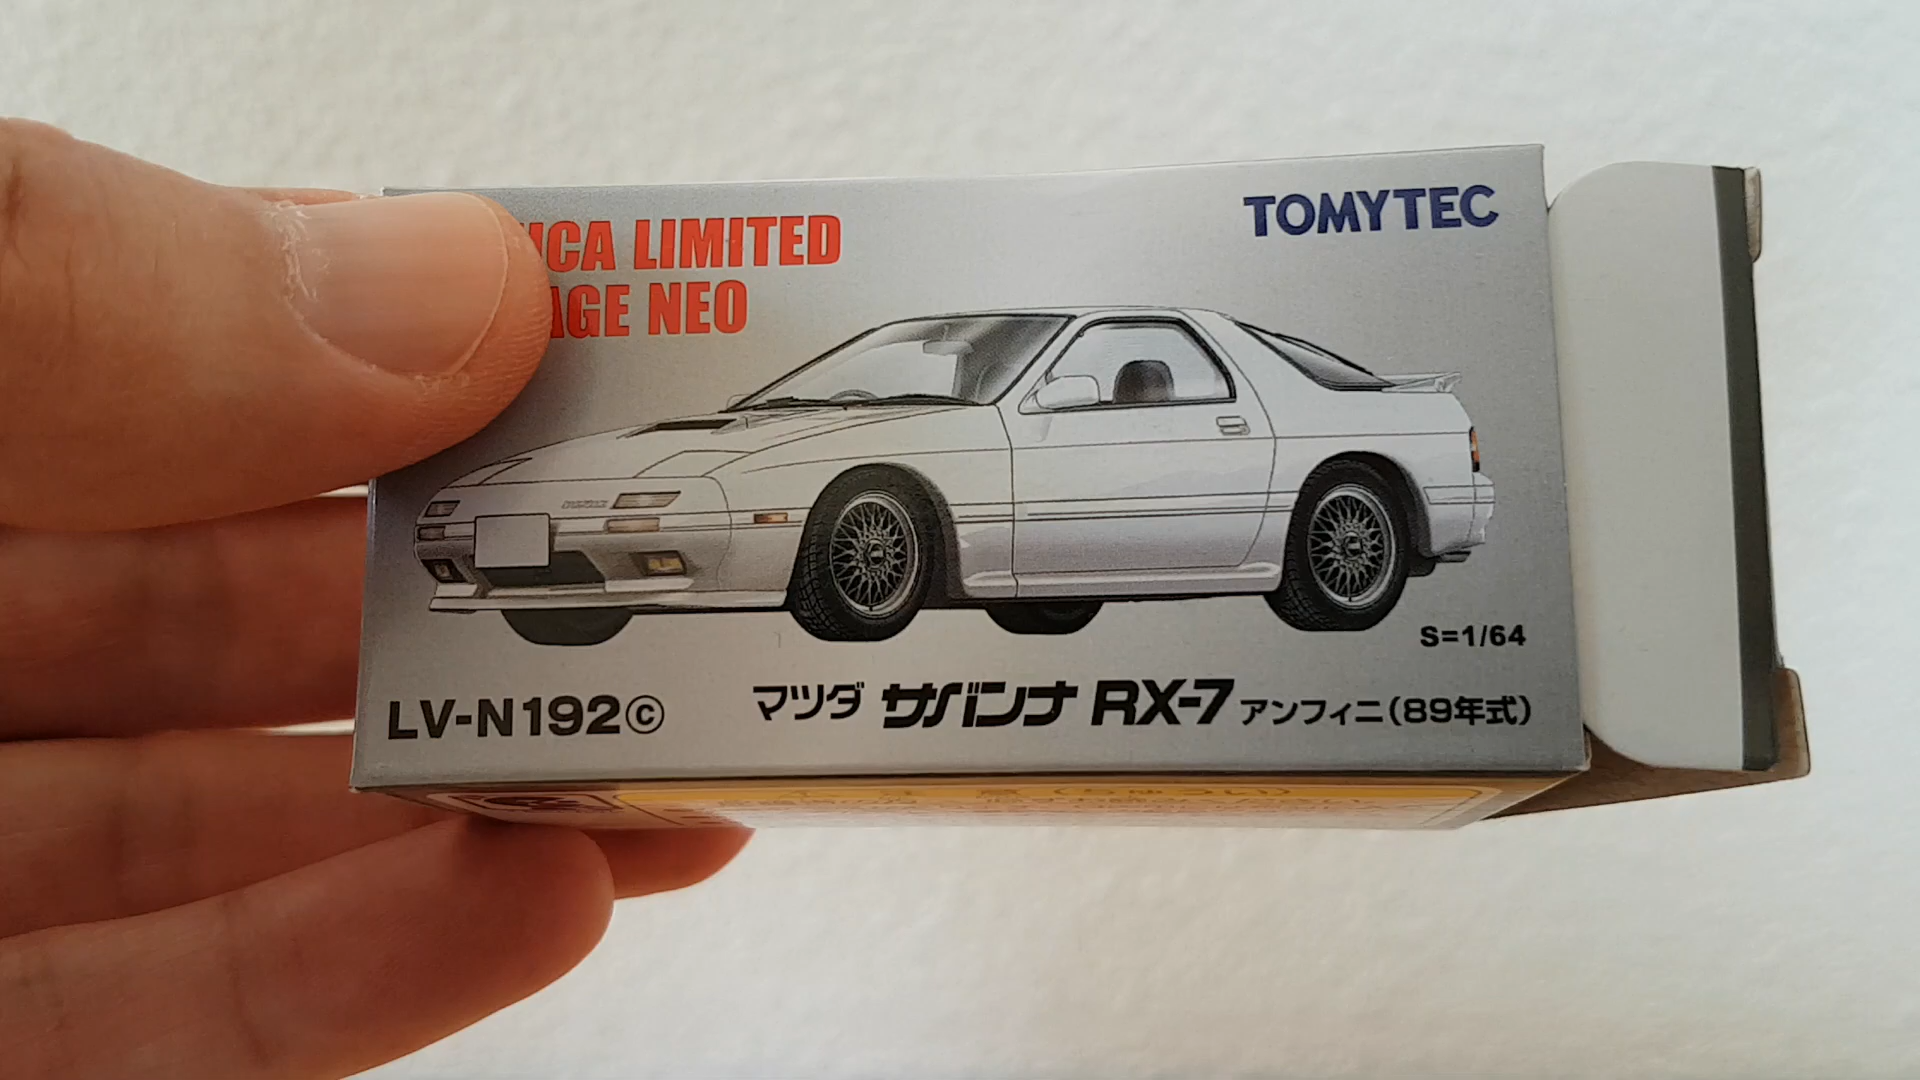 TOMYTEC
ICA LIMITED
AGE NEO
S=1/64
LV-N192©
マツダ サバンナ RX-7 アンフィニ(89年式)